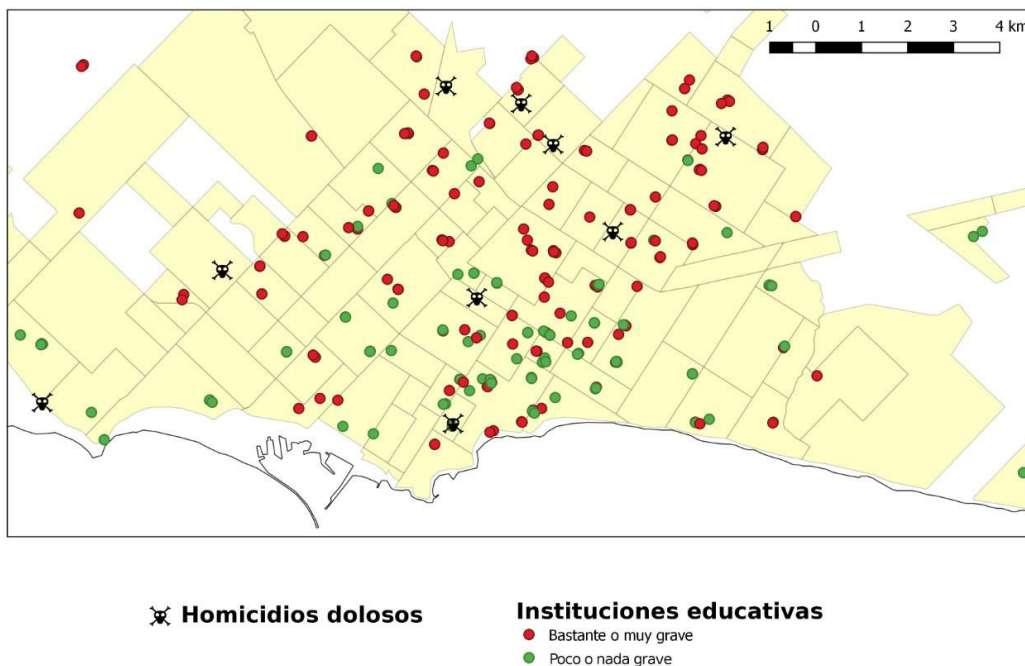 1 0 1 2 3 4 km
Homicidios dolosos
Instituciones educativas
Bastante o muy grave
Poco o nada grave